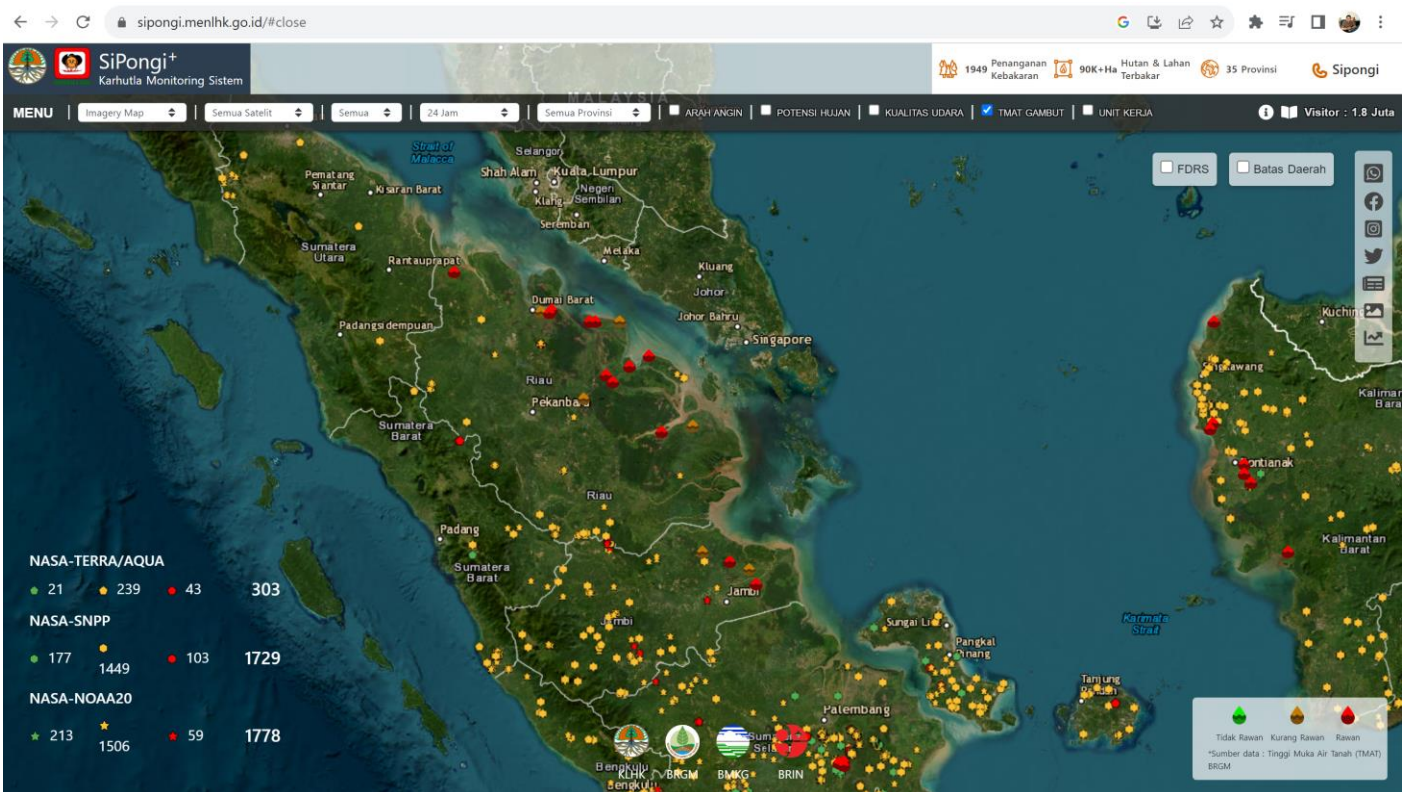 sipongi.menlhk.go.id/#close
SiPongi+
Karhutla Monitoring Sistem
1949 Penanganan Kebakaran
90K+Ha Hutan & Lahan Terbakar
35 Provinsi
Sipongi
MALAYSIA
MENU | Imagery Map | Semua Satelit | Semua | 24 Jam | Semua Provinsi | ARAH ANGIN | POTENSI HUJAN | KUALITAS UDARA | TMAT GAMBUT | UNIT KERJA
Visitor : 1.8 Juta
FDRS
Batas Daerah
Strait of
Malacca
Selangor
Shah Alam
Kuala Lumpur
Klang
Negeri
Sembilan
Seremban
Pematang
Siantar
Kisaran Barat
Sumatera
Utara
Rantauprapat
Melaka
Kluang
Johor
Johor Bahru
Singapore
Dumai Barat
Padangsidempuan
Riau
Pekanbaru
Sumatera
Barat
Riau
Padang
Sumatera
Barat
Jambi
Jambi
Kuching
Singkawang
Kalimantan
Barat
Pontianak
Kalimantan
Barat
Karimata
Strait
Sungai Liat
Pangkal
Pinang
Tanjung
Pandan
Palembang
Bengkulu
Bengkulu
NASA-TERRA/AQUA
21 239 43 303
NASA-SNPP
177 1449 103 1729
NASA-NOAA20
213 1506 59 1778
KLHK
BRGM
BMKG
BRIN
Tidak Rawan Kurang Rawan Rawan
*Sumber data : Tinggi Muka Air Tanah (TMAT)
BRGM